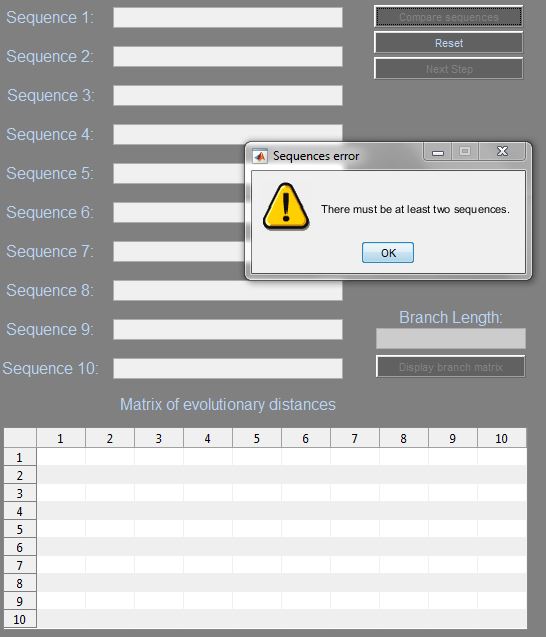 Sequence 1:
Compare sequences
Reset
Sequence 2:
Next Step
Sequence 3:
Sequence 4:
Sequences error
Sequence 5:
There must be at least two sequences.
Sequence 6:
Sequence 7:
OK
Sequence 8:
Branch Length:
Sequence 9:
Sequence 10:
Display branch matrix
Matrix of evolutionary distances
1 2 3 4 5 6 7 8 9 10
1
2
3
4
5
6
7
8
9
10